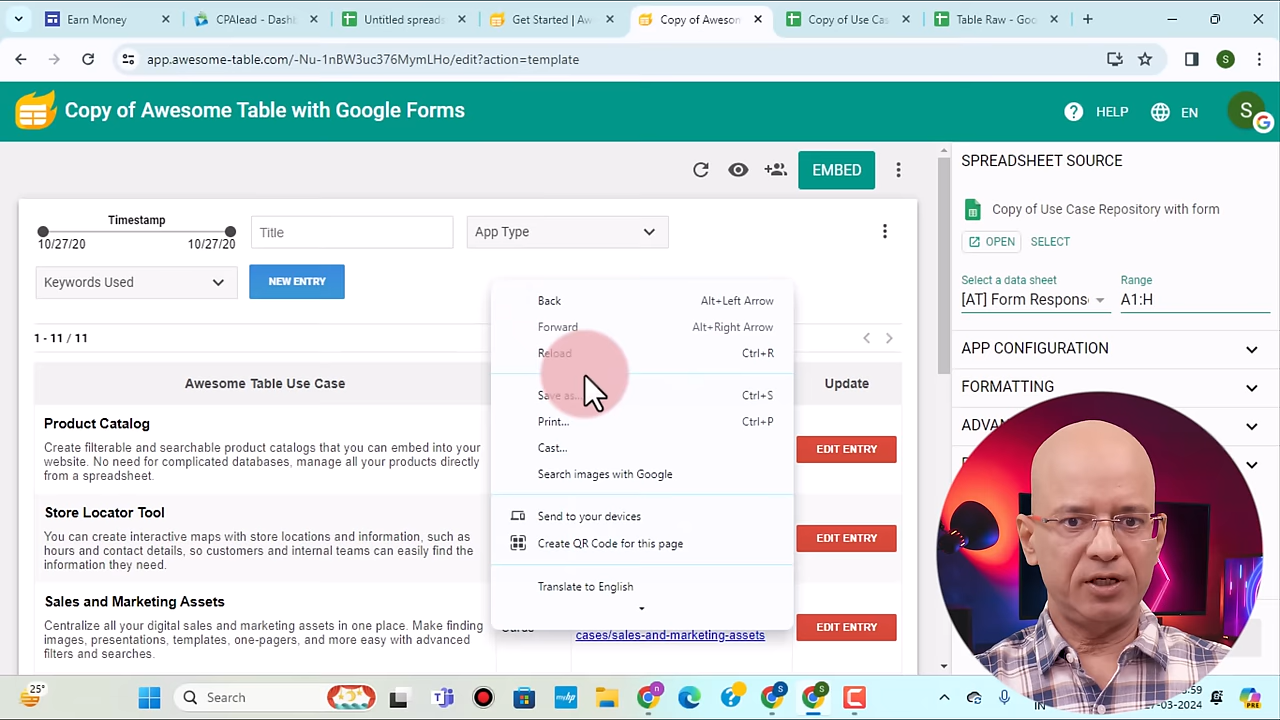 Earn Money
CPAlead - Dashb
Untitled spreads
Get Started | Aw
Copy of Awesom
Copy of Use Cas
Table Raw - Goo
app.awesome-table.com/-Nu-1nBW3uc376MymLHo/edit?action=template
S
Copy of Awesome Table with Google Forms
HELP
EN
S
G
EMBED
SPREADSHEET SOURCE
Copy of Use Case Repository with form
OPEN
SELECT
Select a data sheet
Range
[AT] Form Respons
A1:H
APP CONFIGURATION
FORMATTING
ADVA
Timestamp
10/27/20
10/27/20
Title
App Type
Keywords Used
NEW ENTRY
1 - 11 / 11
Awesome Table Use Case
Update
Product Catalog
Create filterable and searchable product catalogs that you can embed into your
website. No need for complicated databases, manage all your products directly
from a spreadsheet.
EDIT ENTRY
Store Locator Tool
You can create interactive maps with store locations and information, such as
hours and contact details, so customers and internal teams can easily find the
information they need.
EDIT ENTRY
Sales and Marketing Assets
Centralize all your digital sales and marketing assets in one place. Make finding
images, presentations, templates, one-pagers, and more easy with advanced
filters and searches.
cases/sales-and-marketing-assets
EDIT ENTRY
Back Alt+Left Arrow
Forward Alt+Right Arrow
Reload Ctrl+R
Save as... Ctrl+S
Print... Ctrl+P
Cast...
Search images with Google
Send to your devices
Create QR Code for this page
Translate to English
25°
Search
IN
:59
27-03-2024
PRE